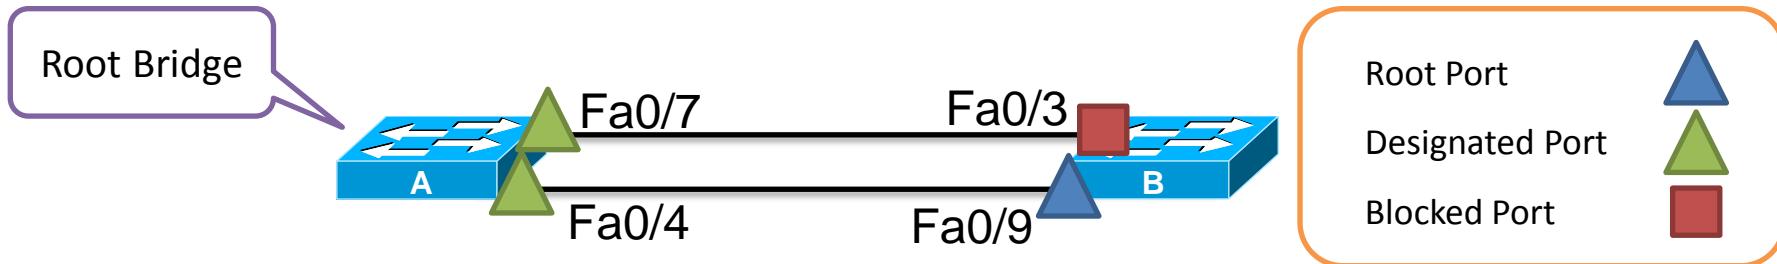 Root Bridge
Fa0/7
Fa0/3
A
B
Fa0/4
Fa0/9
Root Port
Designated Port
Blocked Port